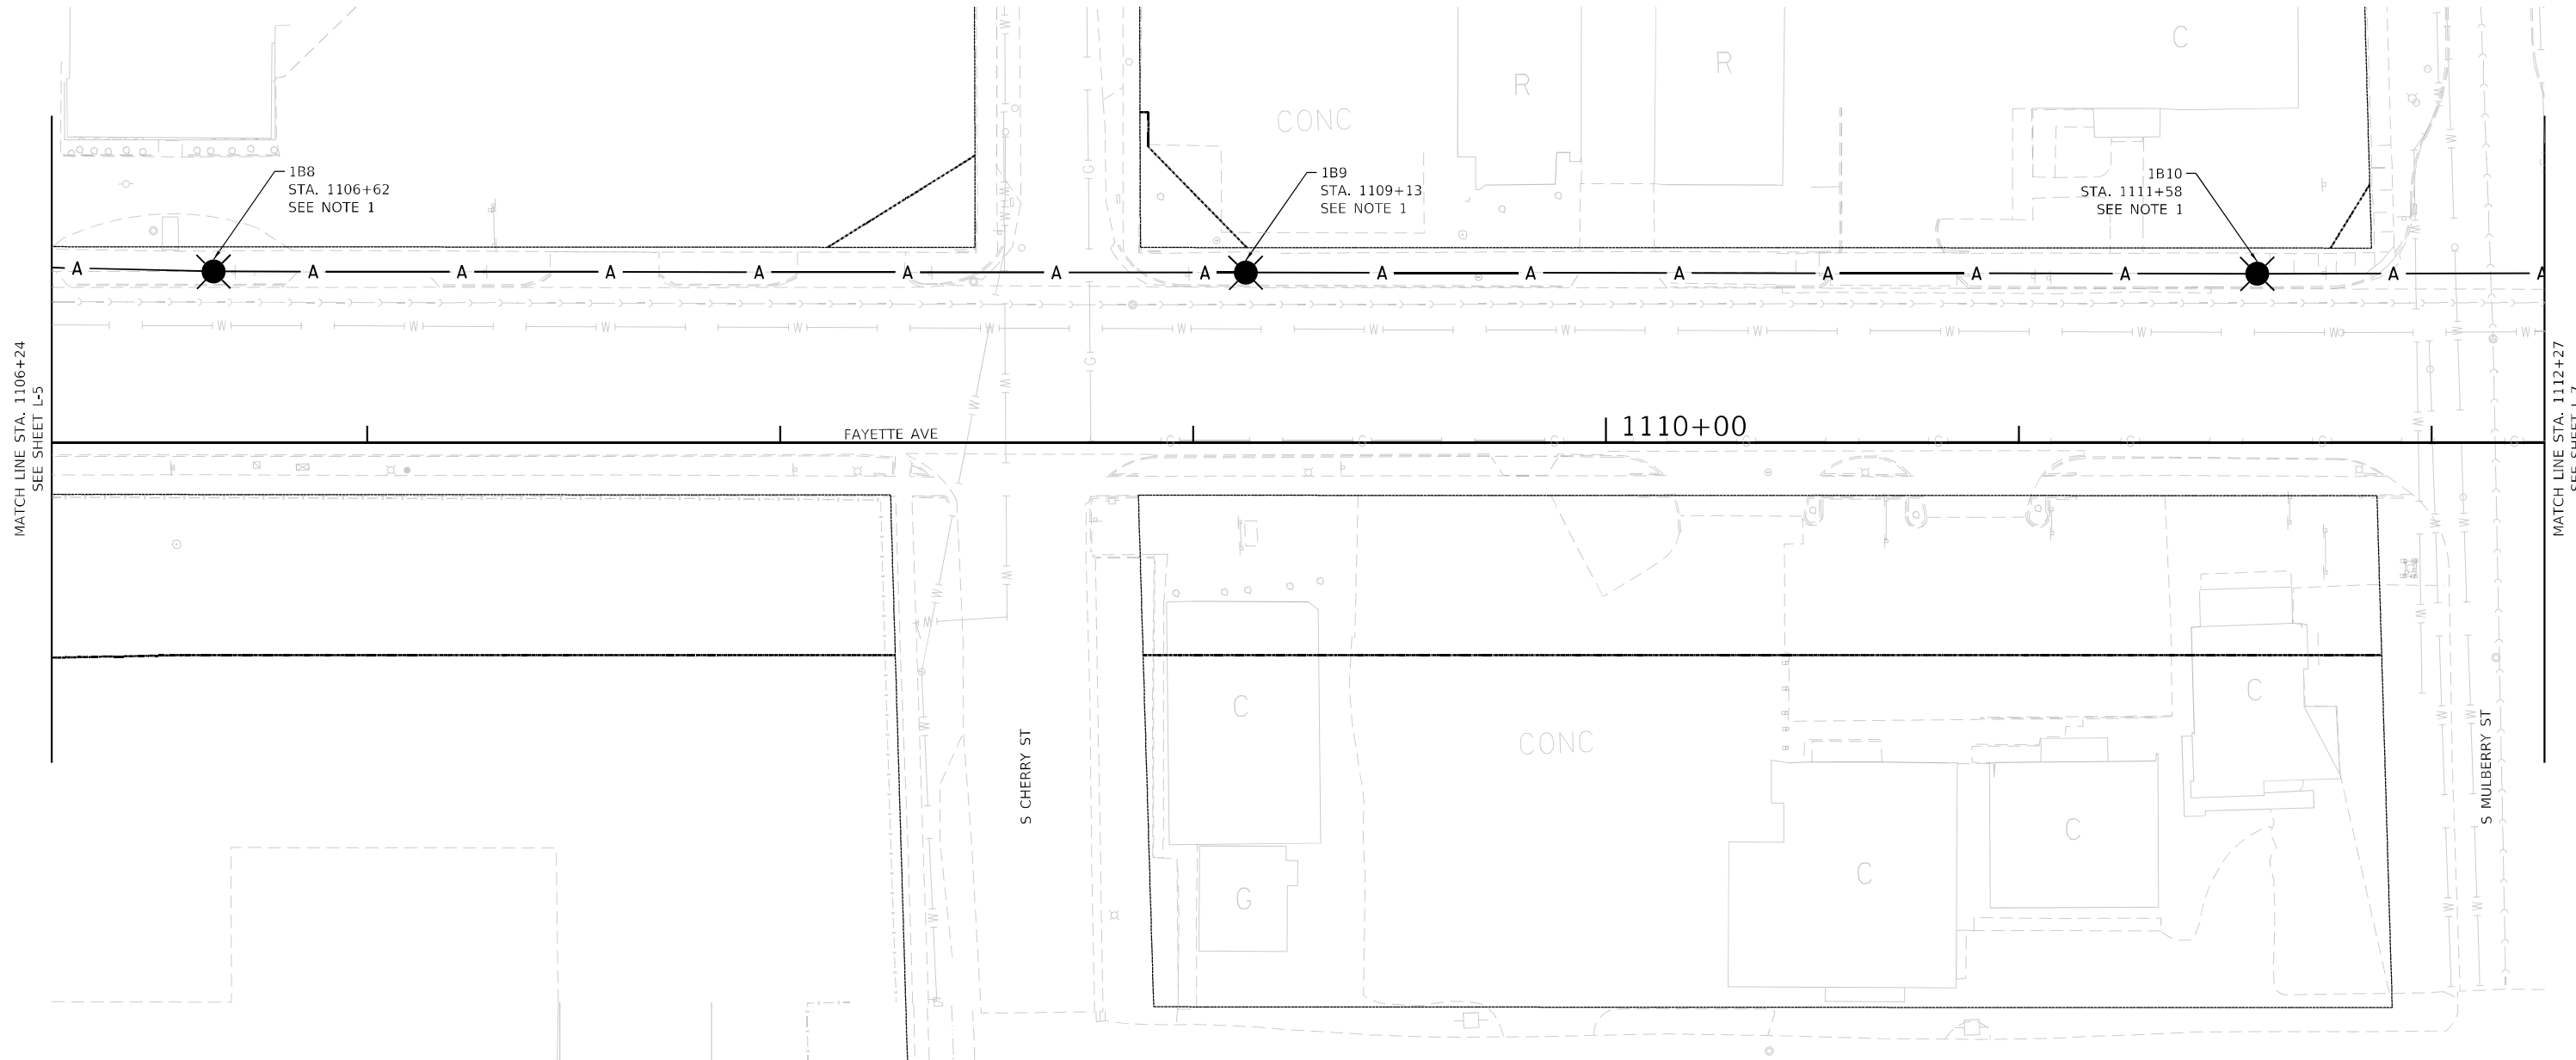 C
R
R
CONC
1B8
STA. 1106+62
SEE NOTE 1
1B9
STA. 1109+13
SEE NOTE 1
1B10
STA. 1111+58
SEE NOTE 1
A A A A A A A A A A A A A A A A A
W W W W W W W W W W W W W
MATCH LINE STA. 1106+24
SEE SHEET L-5
FAYETTE AVE
1110+00
MATCH LINE STA. 1112+27
G G G G G G G G
S CHERRY ST
S MULBERRY ST
C
CONC
C
C
C
G